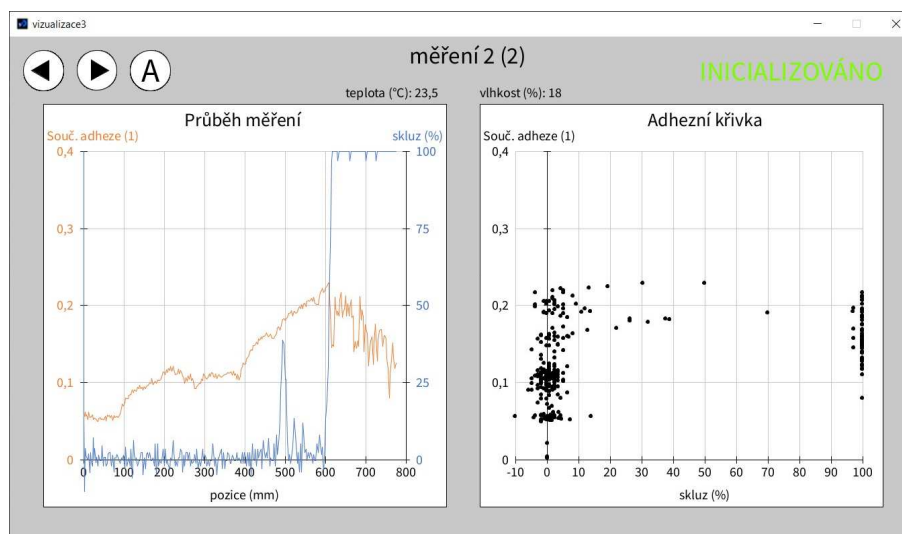 vizualizace3
měření 2 (2)
A
INICIALIZOVÁNO
teplota (°C): 23,5
vlhkost (%): 18
Průběh měření
Souč. adheze (1)
skluz (%)
0,4
0,3
0,2
0,1
0
100
75
50
25
0
0 100 200 300 400 500 600 700 800
pozice (mm)
Adhezní křivka
Souč. adheze (1)
0,4
0,3
0,2
0,1
0
-10 0 10 20 30 40 50 60 70 80 90 100
skluz (%)